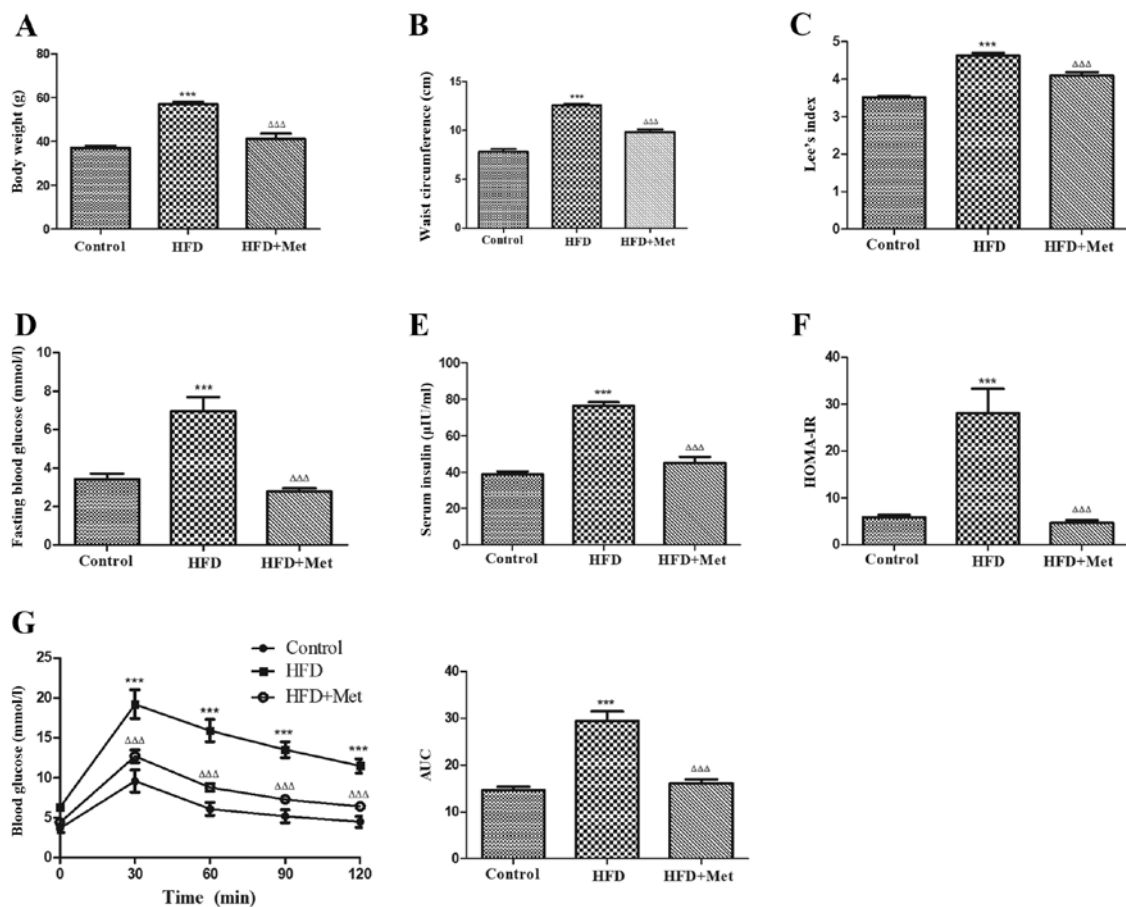 A
Body weight (g)
80
60
40
20
0
***
ΔΔΔ
Control HFD HFD+Met
B
Waist circumference (cm)
15
10
5
0
***
ΔΔΔ
Control HFD HFD+Met
C
Lee's index
5
4
3
2
1
0
***
ΔΔΔ
Control HFD HFD+Met
D
Fasting blood glucose (mmol/l)
10
8
6
4
2
0
***
ΔΔΔ
Control HFD HFD+Met
E
Serum insulin (μIU/ml)
100
80
60
40
20
0
***
ΔΔΔ
Control HFD HFD+Met
F
HOMA-IR
40
30
20
10
0
***
ΔΔΔ
Control HFD HFD+Met
G
Blood glucose (mmol/l)
25
20
15
10
5
0
Control
HFD
HFD+Met
*** *** *** ***
ΔΔΔ ΔΔΔ ΔΔΔ ΔΔΔ
0 30 60 90 120
Time (min)
AUC
40
30
20
10
0
***
ΔΔΔ
Control HFD HFD+Met